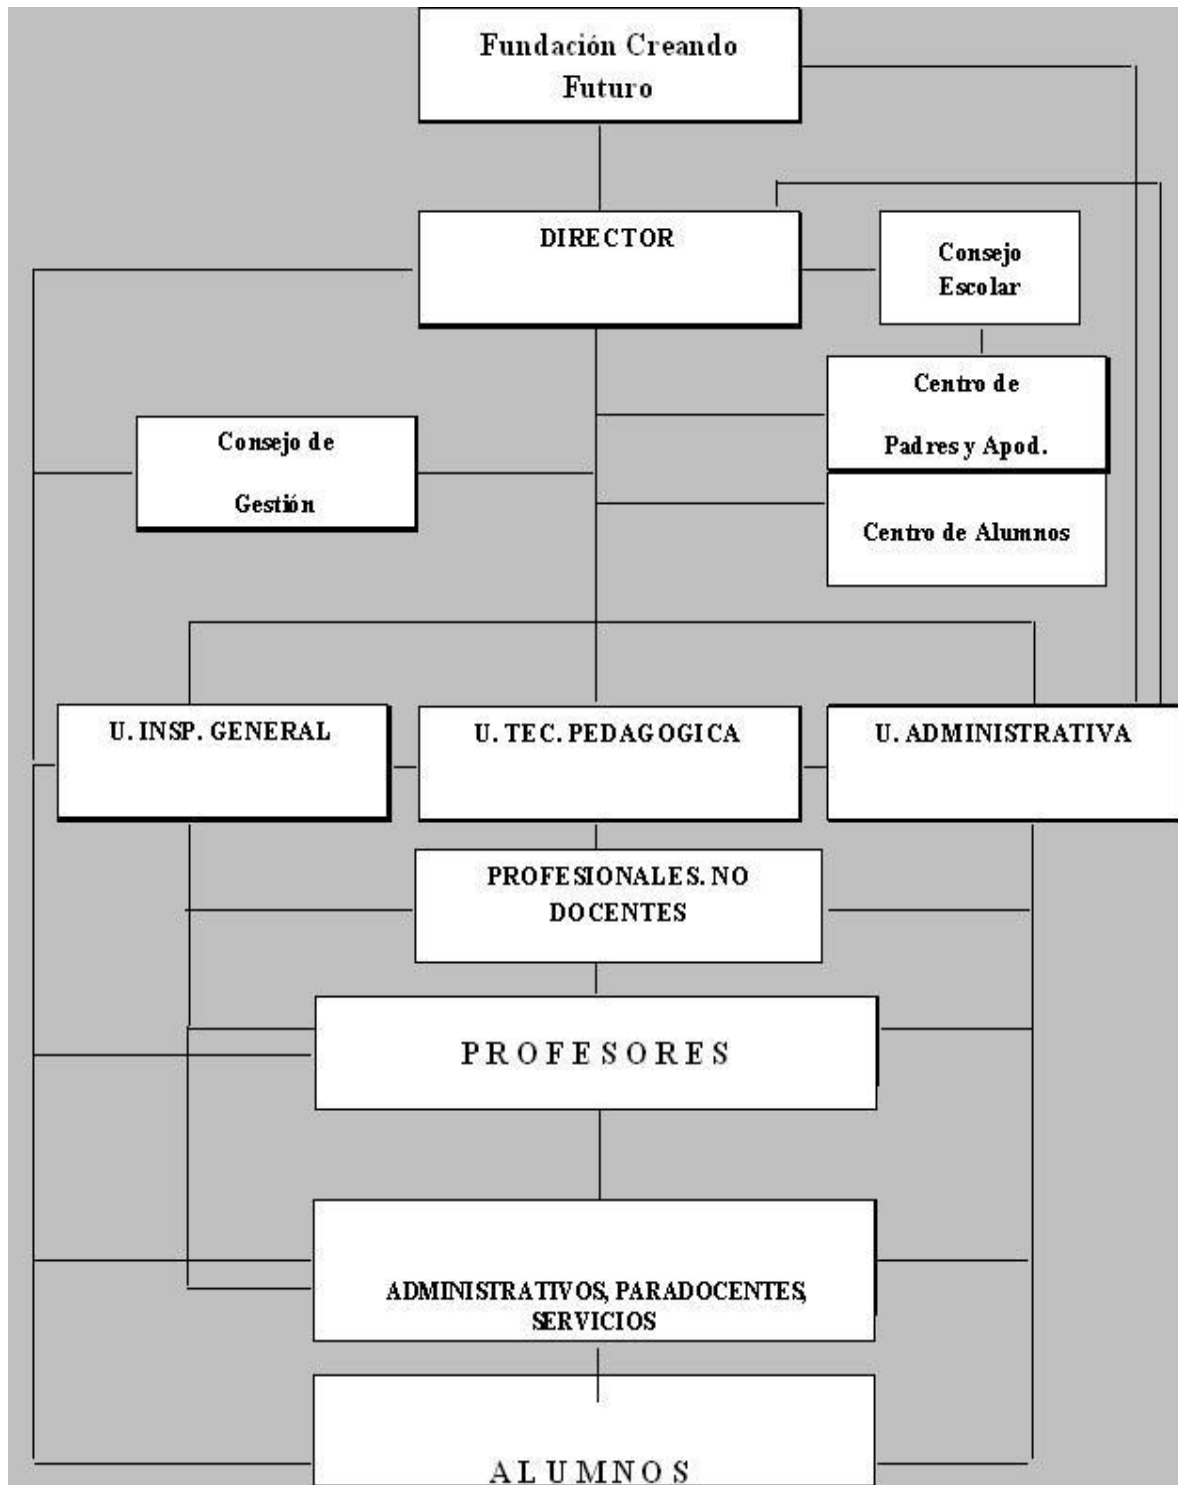 Fundación Creando
Futuro
DIRECTOR
Consejo
Escolar
Centro de
Padres y Apod.
Consejo de
Gestión
Centro de Alumnos
U. INSP. GENERAL
U. TEC. PEDAGOGICA
U. ADMINISTRATIVA
PROFESIONALES. NO
DOCENTES
PROFESORES
ADMINISTRATIVOS, PARADOCENTES,
SERVICIOS
ALUMNOS